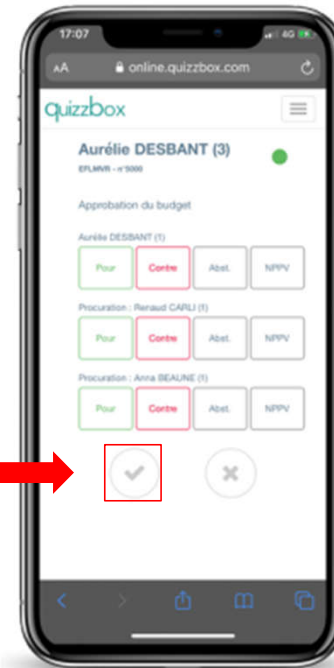 17:07
4G
AA online.quizzbox.com
quizzbox
Aurélie DESBANT (3)
EFLMVR - n°5000
Approbation du budget
Aurélie DESBANT (1)
Pour Contre Abst. NPPV
Procuration : Renaud CARLI (1)
Pour Contre Abst. NPPV
Procuration : Anna BEAUNE (1)
Pour Contre Abst. NPPV